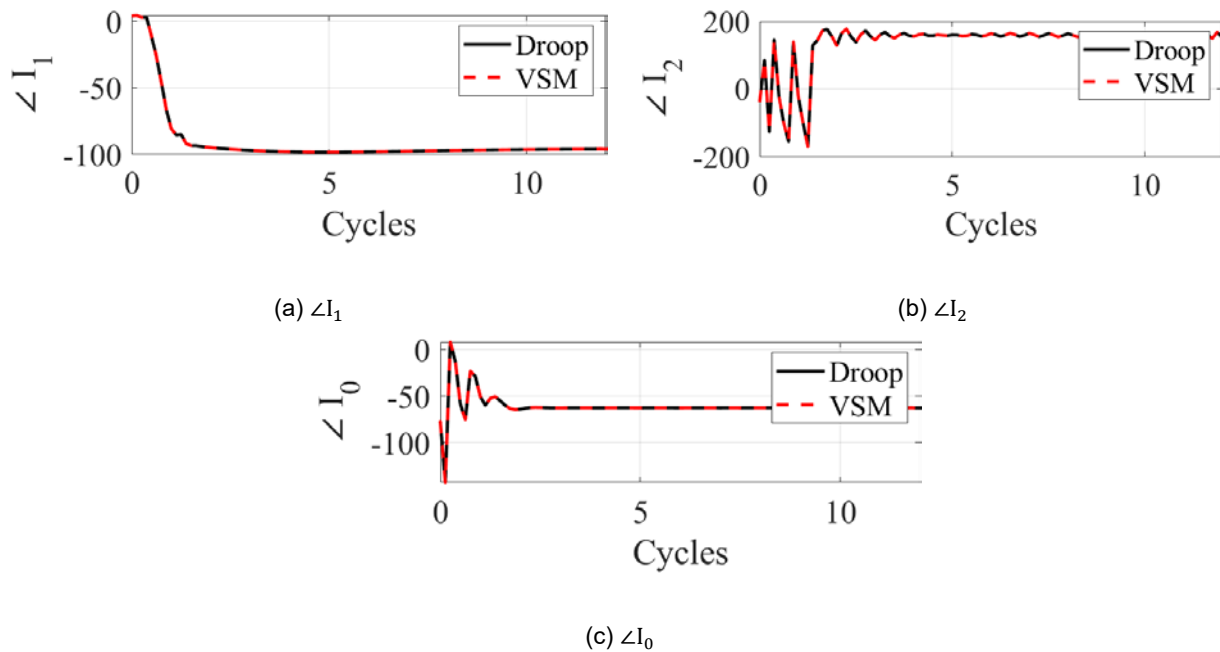 0
-50
-100
∠ I₁
Droop
VSM
0
5
10
Cycles
(a) ∠I₁
200
0
-200
∠ I₂
Droop
VSM
0
5
10
Cycles
(b) ∠I₂
0
-50
-100
∠ I₀
Droop
VSM
0
5
10
Cycles
(c) ∠I₀